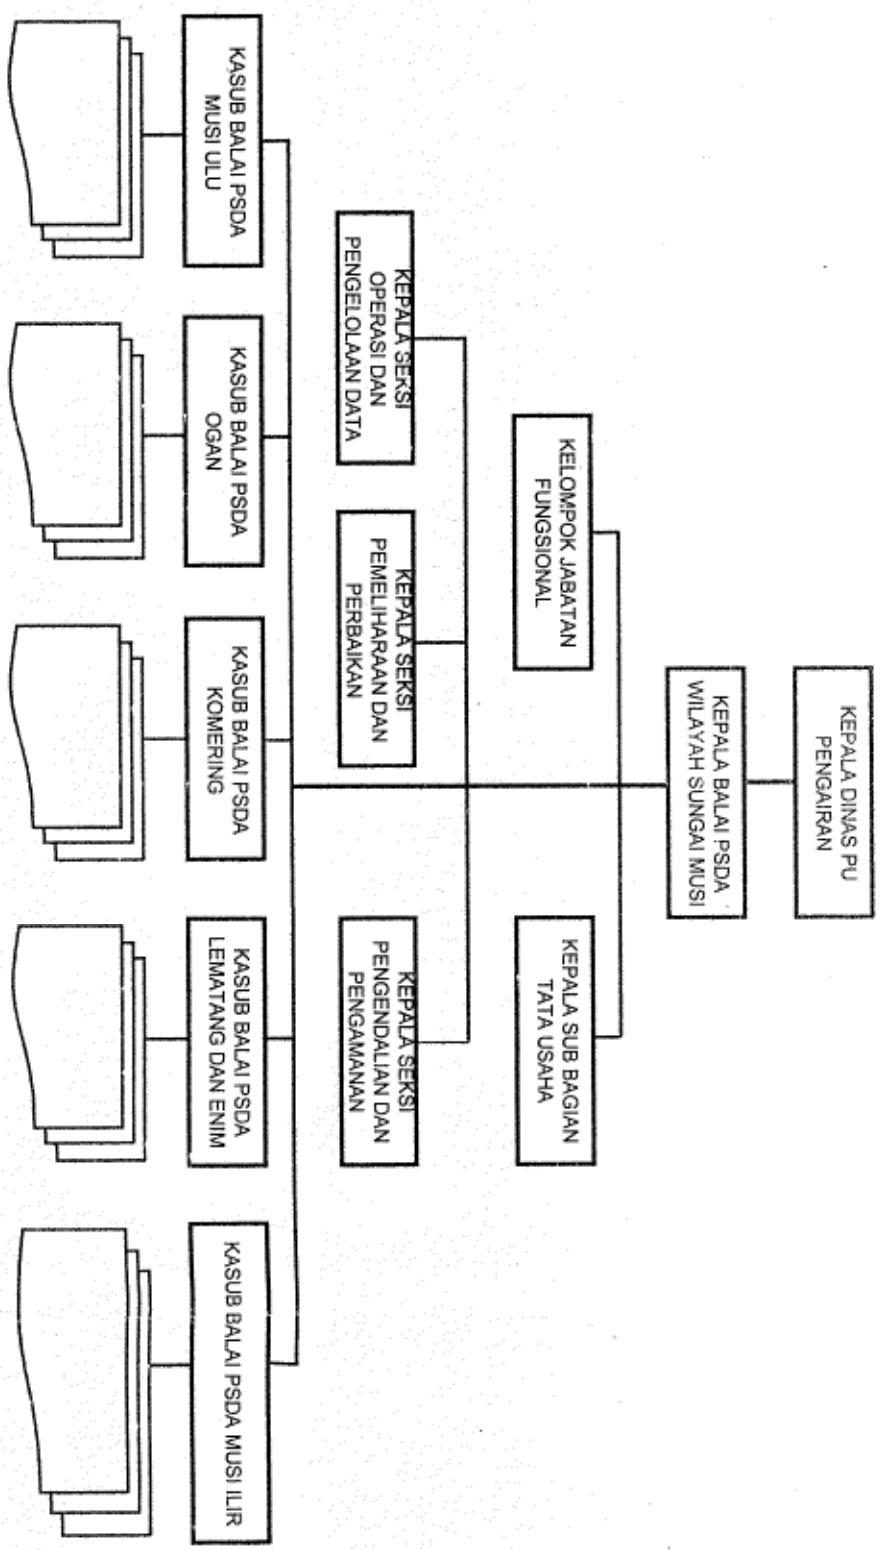 KEPALA DINAS PU
PENGAIRAN
KEPALA BALAI PSDA
WILAYAH SUNGAI MUSI
KELOMPOK JABATAN
FUNGSIONAL
KEPALA SUB BAGIAN
TATA USAHA
KEPALA SEKSI
OPERASI DAN
PENGELOLAAN DATA
KEPALA SEKSI
PEMELIHARAAN DAN
PERBAIKAN
KEPALA SEKSI
PENGENDALIAN DAN
PENGAMANAN
KASUB BALAI PSDA
MUSI ULU
KASUB BALAI PSDA
OGAN
KASUB BALAI PSDA
KOMERING
KASUB BALAI PSDA
LEMATANG DAN ENIM
KASUB BALAI PSDA MUSI ILIR